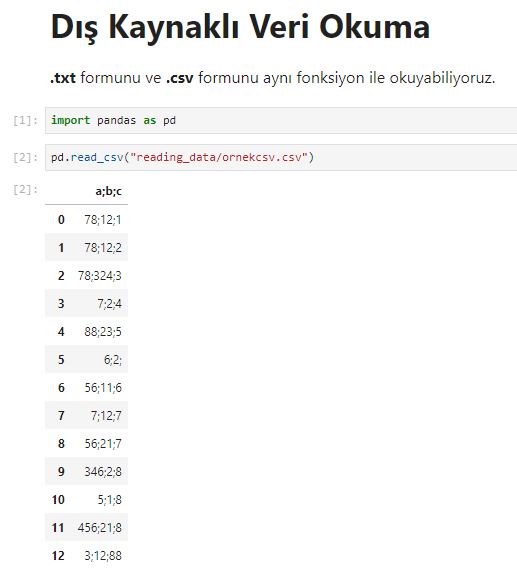 Dış Kaynaklı Veri Okuma
.txt formunu ve .csv formunu aynı fonksiyon ile okuyabiliyoruz.
[1]: import pandas as pd
[2]: pd.read_csv("reading_data/ornekcsv.csv")
[2]: a;b;c
0 78;12;1
1 78;12;2
2 78;324;3
3 7;2;4
4 88;23;5
5 6;2;
6 56;11;6
7 7;12;7
8 56;21;7
9 346;2;8
10 5;1;8
11 456;21;8
12 3;12;88